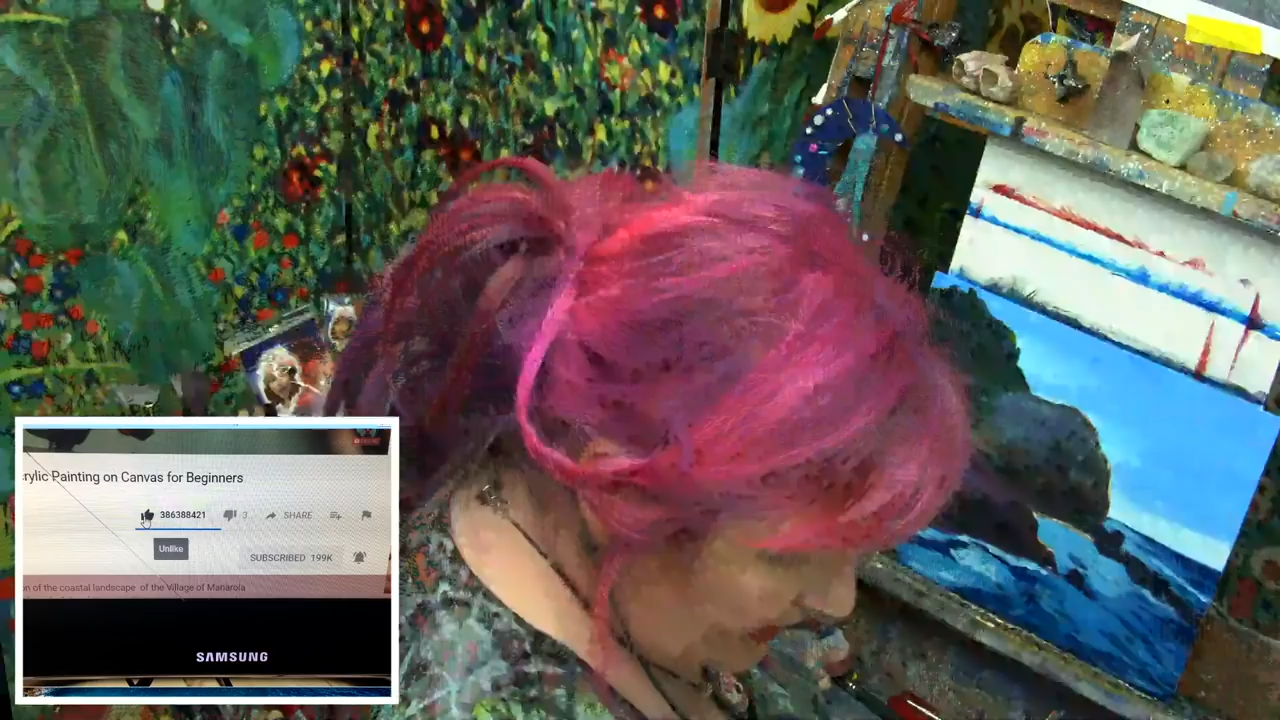 rylic Painting on Canvas for Beginners
386388421 3 SHARE
Unlike
SUBSCRIBED 199K
n of the coastal landscape of the Village of Manarola
SAMSUNG